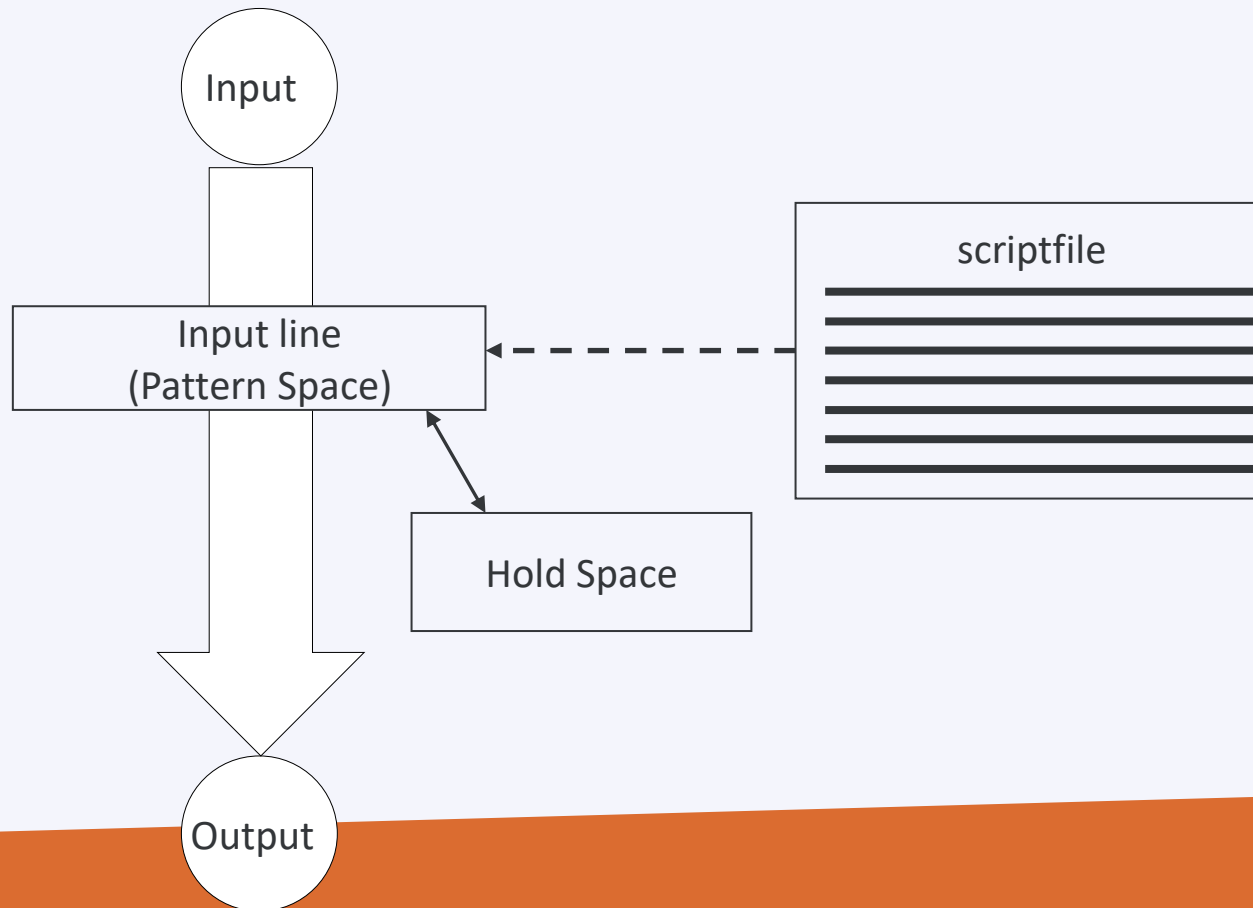 Input
scriptfile
Input line
(Pattern Space)
Hold Space
Output